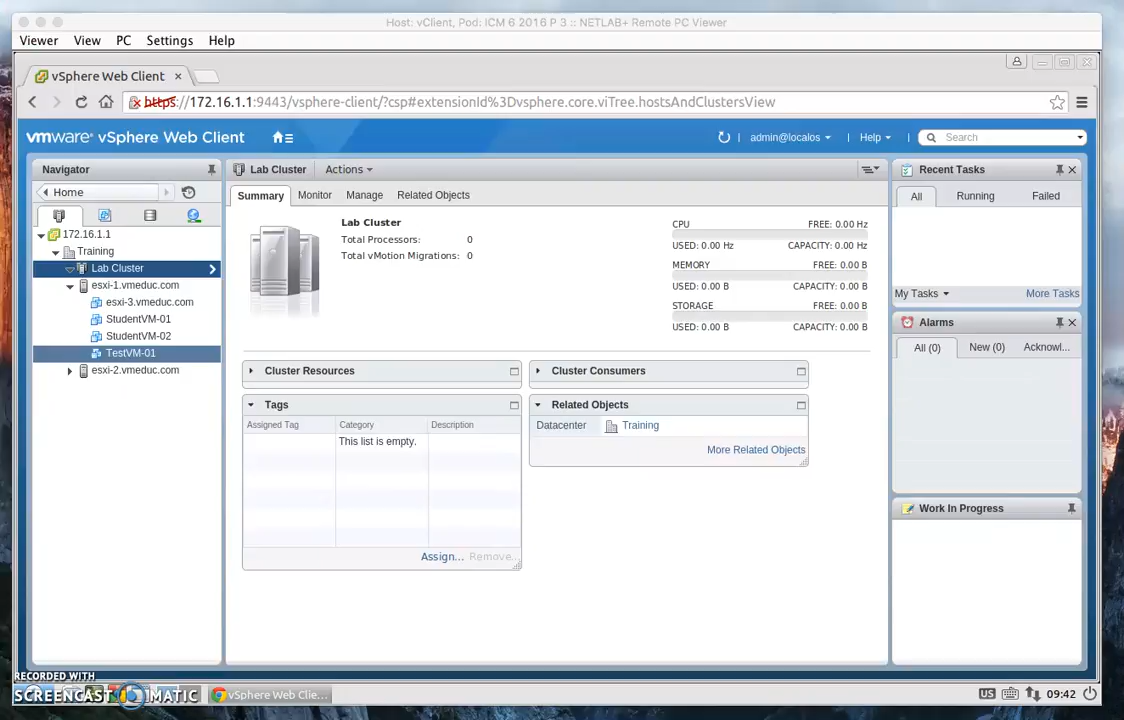 Host: vClient, Pod: ICM 6 2016 P 3 :: NETLAB+ Remote PC Viewer
Viewer View PC Settings Help
vSphere Web Client ×
https://172.16.1.1:9443/vsphere-client/?csp#extensionId%3Dvsphere.core.viTree.hostsAndClustersView
vmware® vSphere Web Client
admin@localos
Help
Search
Navigator
Home
172.16.1.1
Training
Lab Cluster
esxi-1.vmeduc.com
esxi-3.vmeduc.com
StudentVM-01
StudentVM-02
TestVM-01
esxi-2.vmeduc.com
Lab Cluster Actions
Summary Monitor Manage Related Objects
Lab Cluster
Total Processors: 0
Total vMotion Migrations: 0
CPU FREE: 0.00 Hz
USED: 0.00 Hz CAPACITY: 0.00 Hz
MEMORY FREE: 0.00 B
USED: 0.00 B CAPACITY: 0.00 B
STORAGE FREE: 0.00 B
USED: 0.00 B CAPACITY: 0.00 B
Cluster Resources
Cluster Consumers
Tags
Assigned Tag Category Description
This list is empty.
Assign... Remove...
Related Objects
Datacenter Training
More Related Objects
Recent Tasks
All Running Failed
My Tasks More Tasks
Alarms
All (0) New (0) Acknowl...
Work In Progress
RECORDED WITH
SCREENCAST MATIC
vSphere Web Clie...
US 09:42